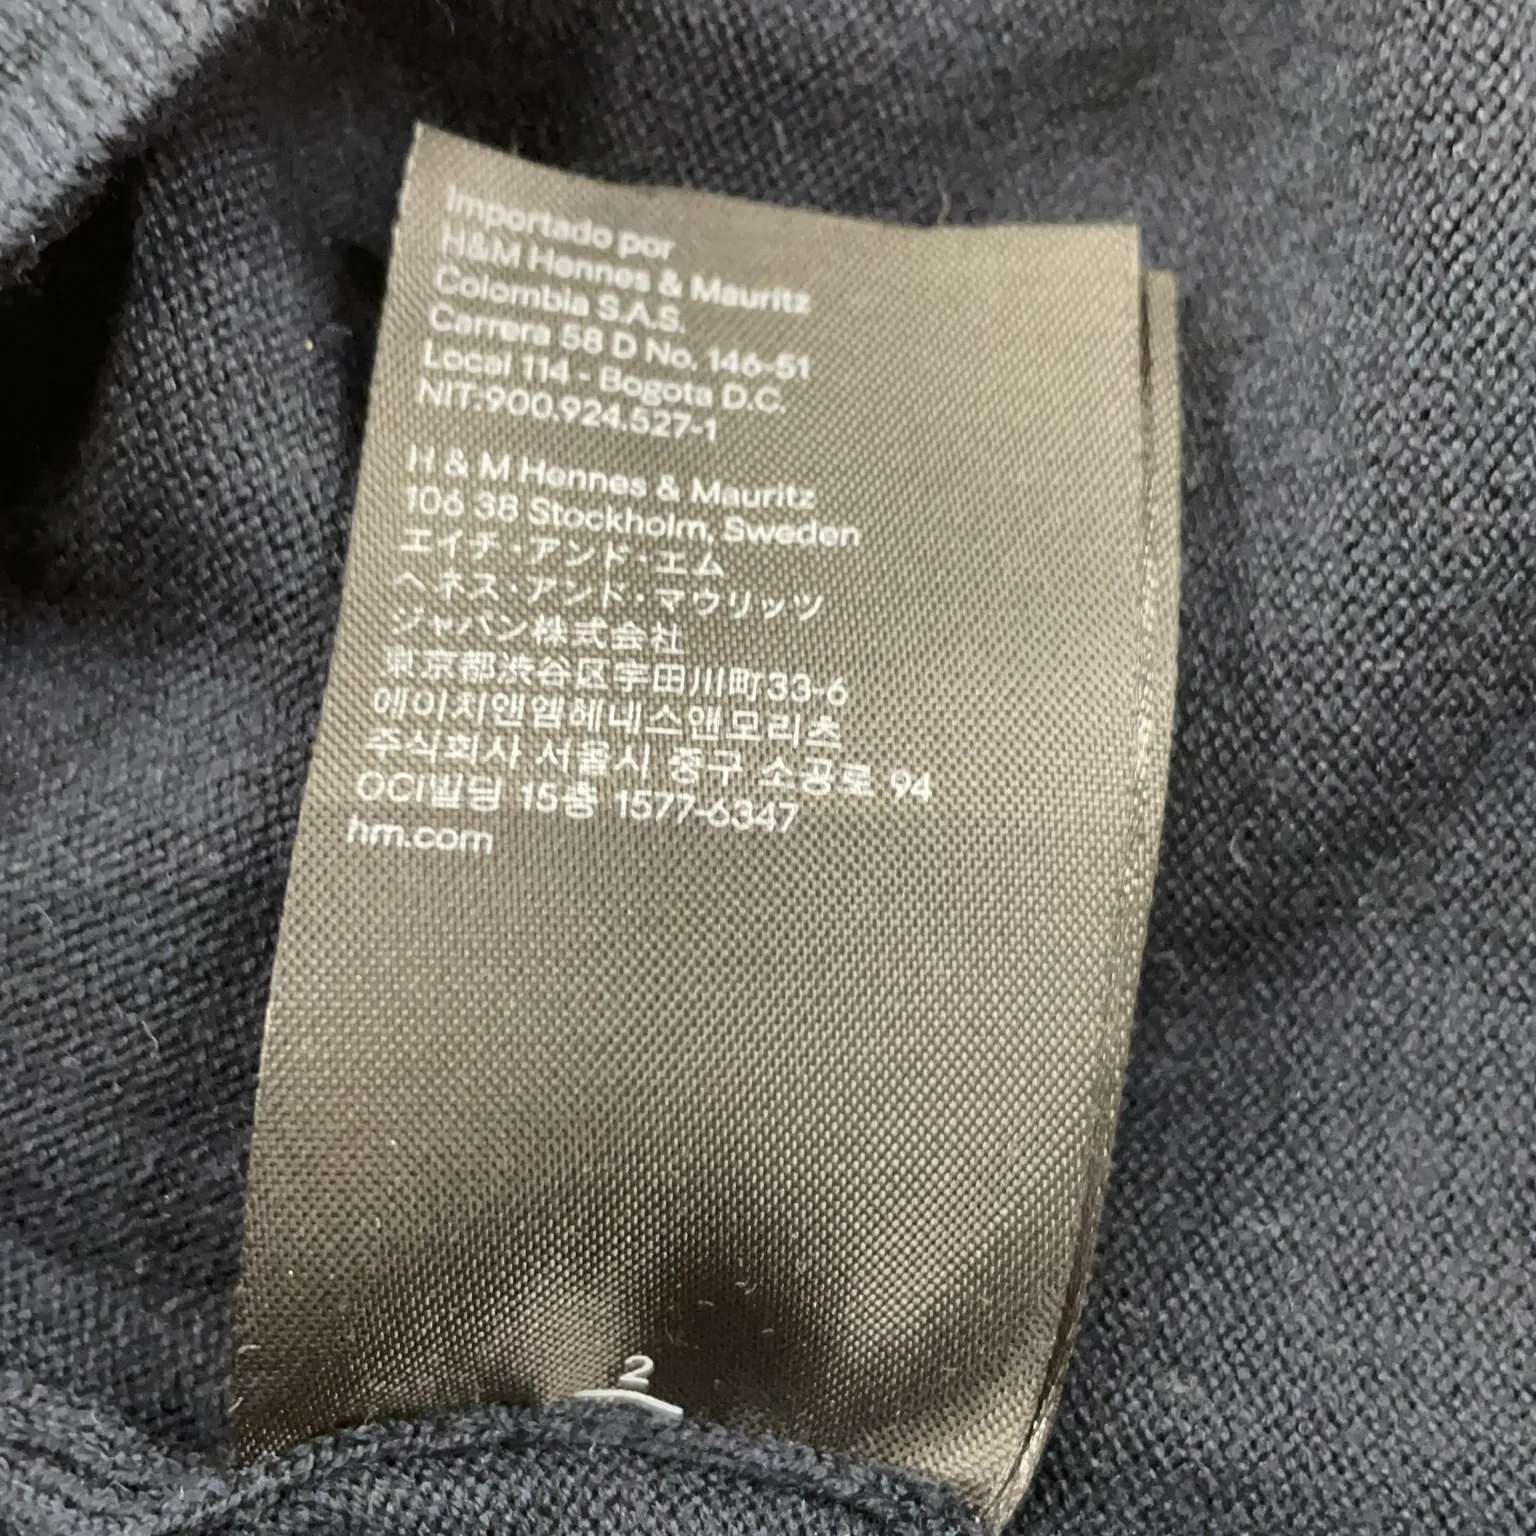 Importado por
H&M Hennes & Mauritz
Colombia S.A.S.
Carrera 58 D No. 146-51
Local 114 - Bogota D.C.
NIT:900.924.527-1
H & M Hennes & Mauritz
106 38 Stockholm, Sweden
エイチ・アンド・エム
ヘネス・アンド・マウリッツ
ジャパン株式会社
東京都渋谷区宇田川町33-6
에이치앤엠헤네스앤모리츠
주식회사 서울시 중구 소공로 94
OCI빌딩 15층 1577-6347
hm.com
2